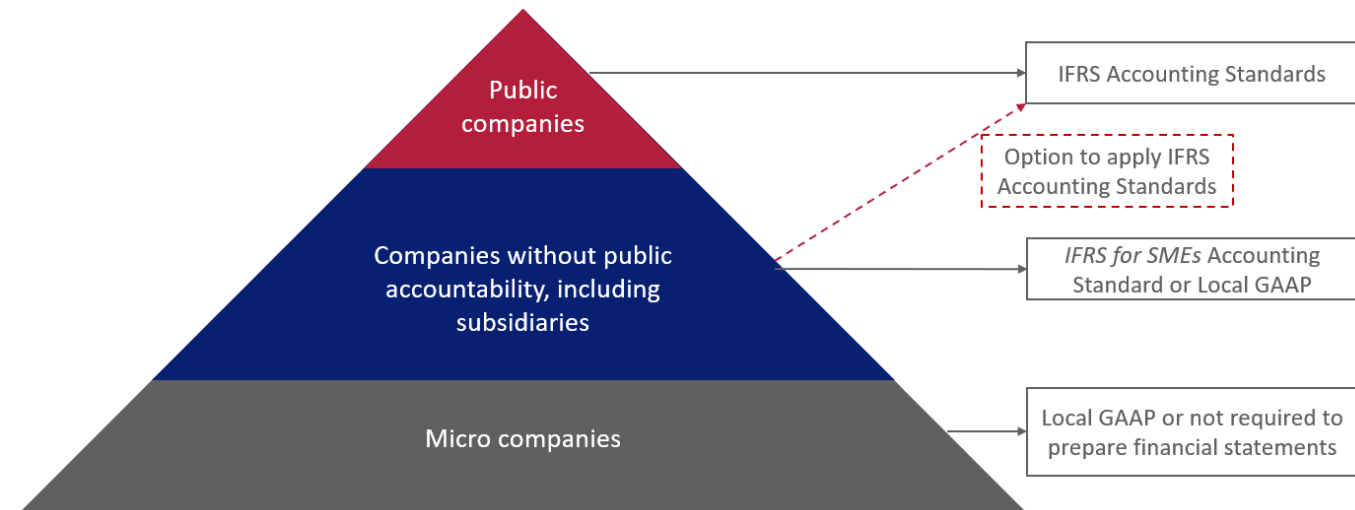 Public
companies
IFRS Accounting Standards
Option to apply IFRS
Accounting Standards
Companies without public
accountability, including
subsidiaries
IFRS for SMEs Accounting
Standard or Local GAAP
Micro companies
Local GAAP or not required to
prepare financial statements